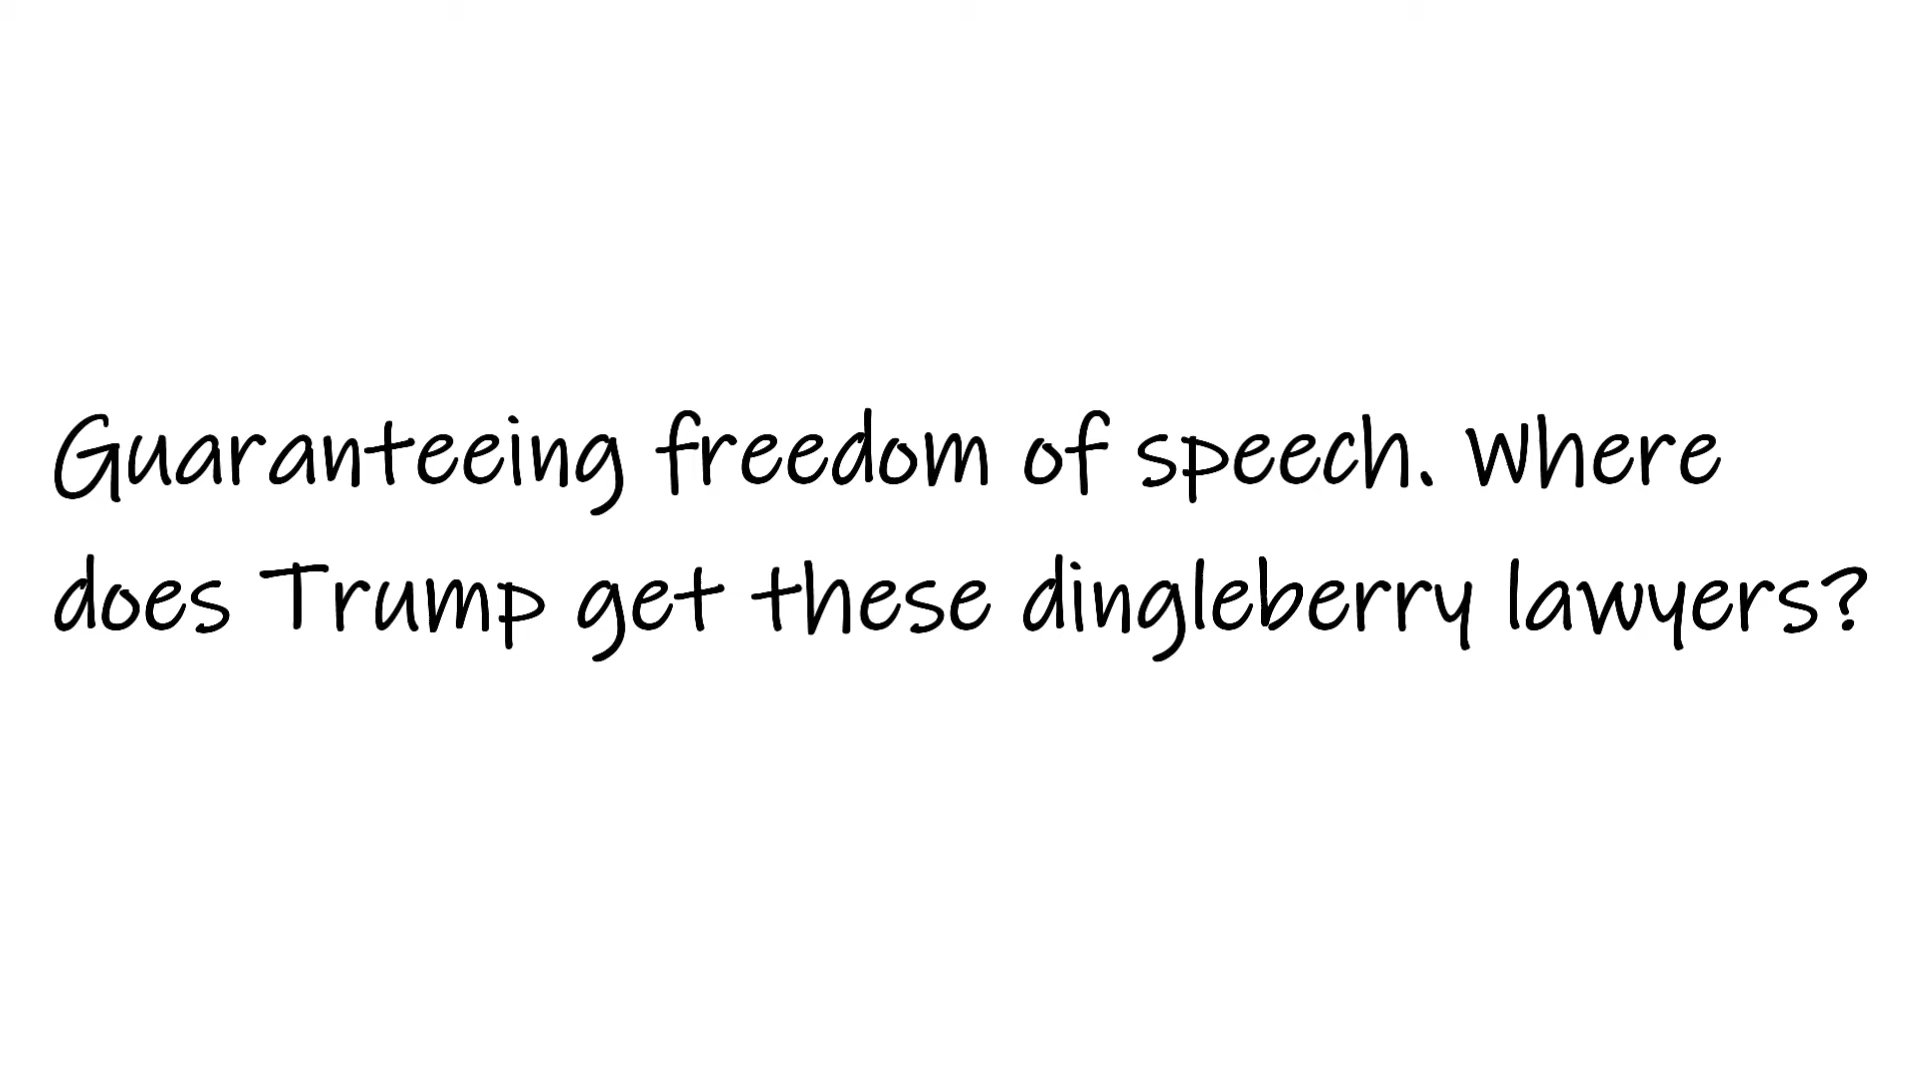 Guaranteeing freedom of speech. Where
does Trump get these dingleberry lawyers?